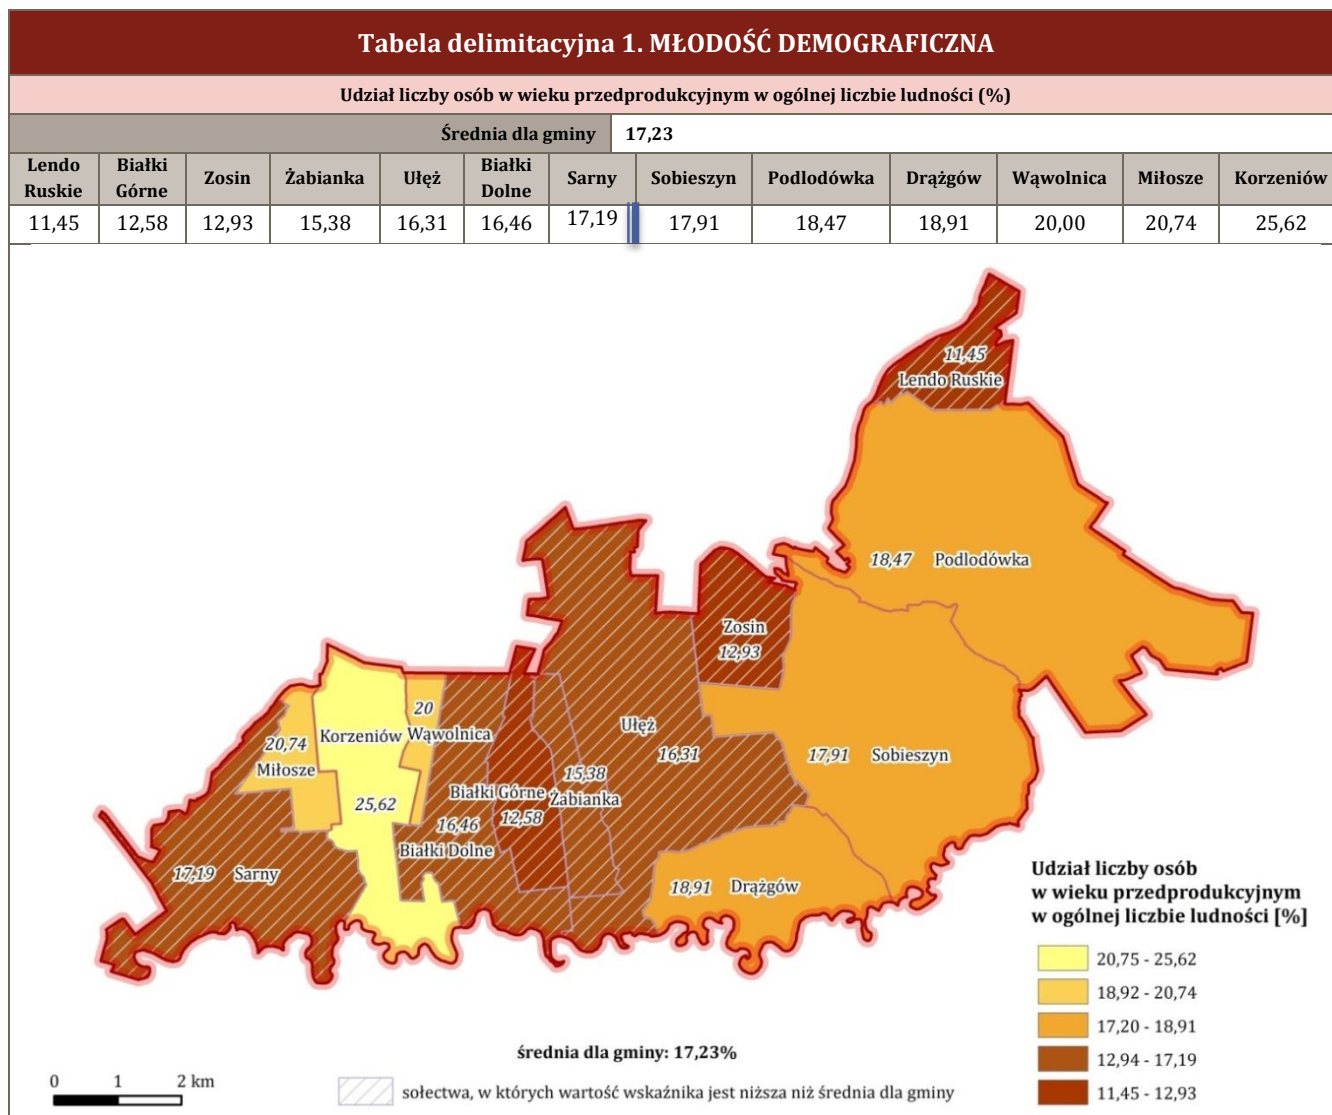 Tabela delimitacyjna 1. MŁODOŚĆ DEMOGRAFICZNA
Udział liczby osób w wieku przedprodukcyjnym w ogólnej liczbie ludności (%)
Średnia dla gminy 17,23
Lendo Ruskie Białki Górne Zosin Żabianka Ułęż Białki Dolne Sarny Sobieszyn Podlodówka Drążgów Wąwolnica Miłosze Korzeniów
11,45 12,58 12,93 15,38 16,31 16,46 17,19 17,91 18,47 18,91 20,00 20,74 25,62
11,45
Lendo Ruskie
18,47 Podlodówka
Zosin
12,93
20
Korzeniów Wąwolnica
Ułęż
20,74
Miłosze
16,31
17,91 Sobieszyn
15,38
Żabianka
Białki Górne
12,58
25,62
16,46
Białki Dolne
17,19 Sarny
18,91 Drążgów
Udział liczby osób
w wieku przedprodukcyjnym
w ogólnej liczbie ludności [%]
20,75 - 25,62
18,92 - 20,74
17,20 - 18,91
12,94 - 17,19
11,45 - 12,93
średnia dla gminy: 17,23%
0 1 2 km
sołectwa, w których wartość wskaźnika jest niższa niż średnia dla gminy